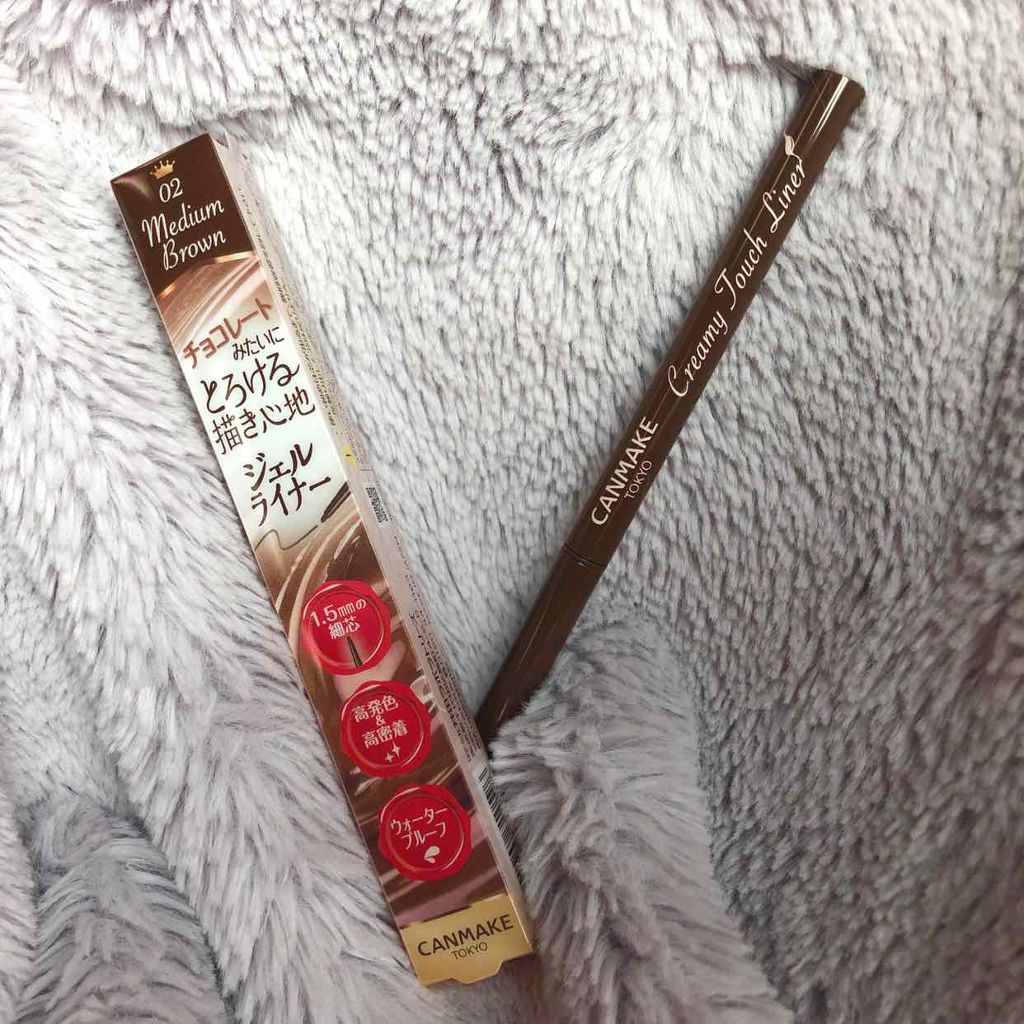 02
Medium
Brown
チョコレート
みたいに
とろける
描き心地
ジェル
ライナー
1.5mmの
細芯
高発色
&
高密着
ウォーター
プルーフ
CANMAKE
TOKYO
Creamy Touch Liner
CANMAKE
TOKYO